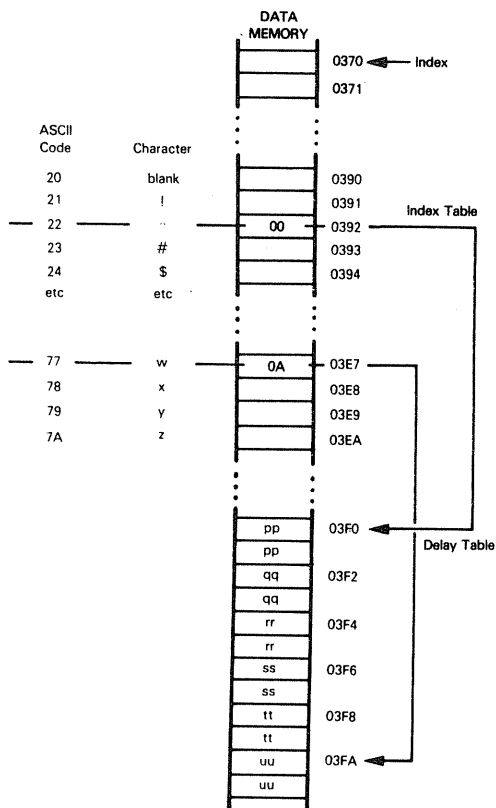 DATA
MEMORY
0370 Index
0371
ASCII
Code Character
20 blank 0390
21 ! 0391
Index Table
22 " 00 0392
23 # 0393
24 $ 0394
etc etc
77 w 0A 03E7
78 x 03E8
79 y 03E9
7A z 03EA
pp 03F0
pp
Delay Table
qq 03F2
qq
rr 03F4
rr
ss 03F6
ss
tt 03F8
tt
uu 03FA
uu